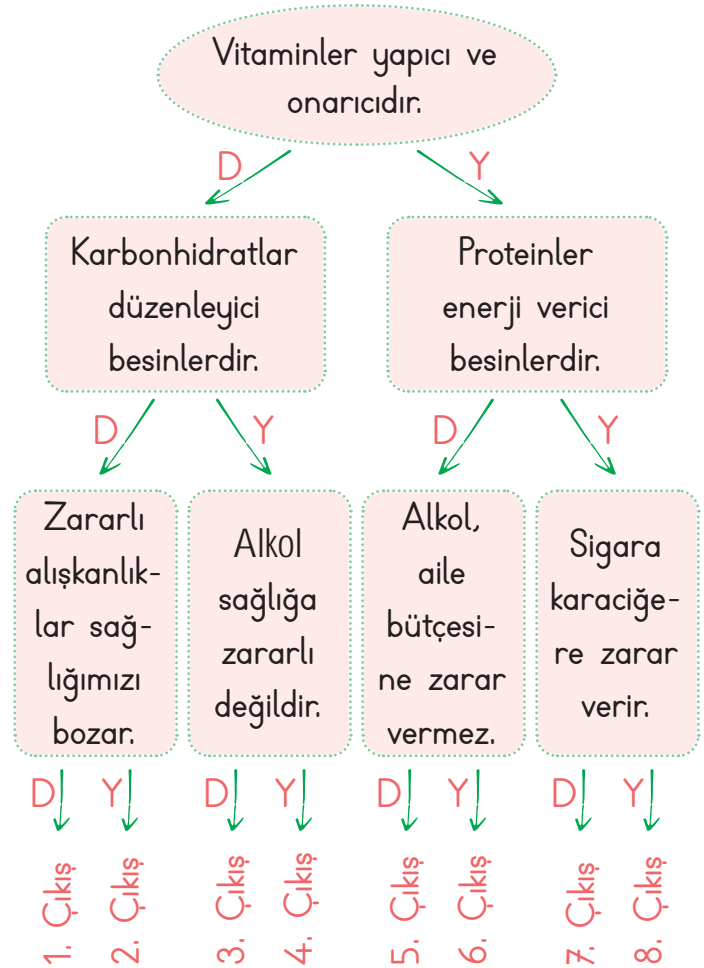 Vitaminler yapıcı ve
onarıcıdır.
D
Y
Karbonhidratlar
düzenleyici
besinlerdir.
Proteinler
enerji verici
besinlerdir.
D
Y
D
Y
Zararlı
alışkanlık-
lar sağ-
lığımızı
bozar.
Alkol
sağlığa
zararlı
değildir.
Alkol,
aile
bütçesi-
ne zarar
vermez.
Sigara
karaciğe-
re zarar
verir.
D
Y
D
Y
D
Y
D
Y
1. Çıkış
2. Çıkış
3. Çıkış
4. Çıkış
5. Çıkış
6. Çıkış
7. Çıkış
8. Çıkış